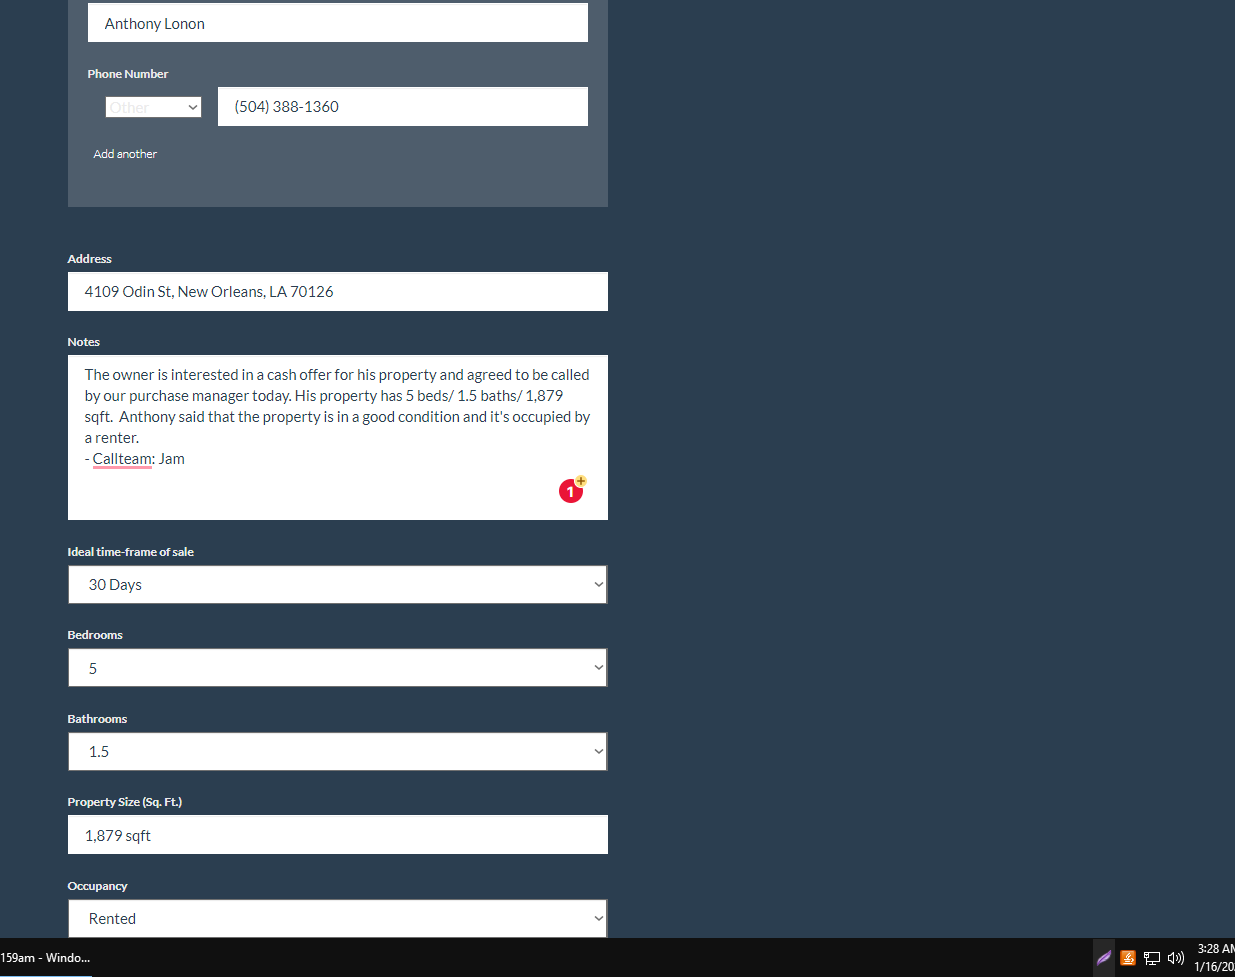 Anthony Lonon
Phone Number
Other
(504) 388-1360
Add another
Address
4109 Odin St, New Orleans, LA 70126
Notes
The owner is interested in a cash offer for his property and agreed to be called
by our purchase manager today. His property has 5 beds/ 1.5 baths/ 1,879
sqft.  Anthony said that the property is in a good condition and it's occupied by
a renter.
- Callteam: Jam
1
+
Ideal time-frame of sale
30 Days
Bedrooms
5
Bathrooms
1.5
Property Size (Sq. Ft.)
1,879 sqft
Occupancy
Rented
159am - Windo...
3:28 AM
1/16/20